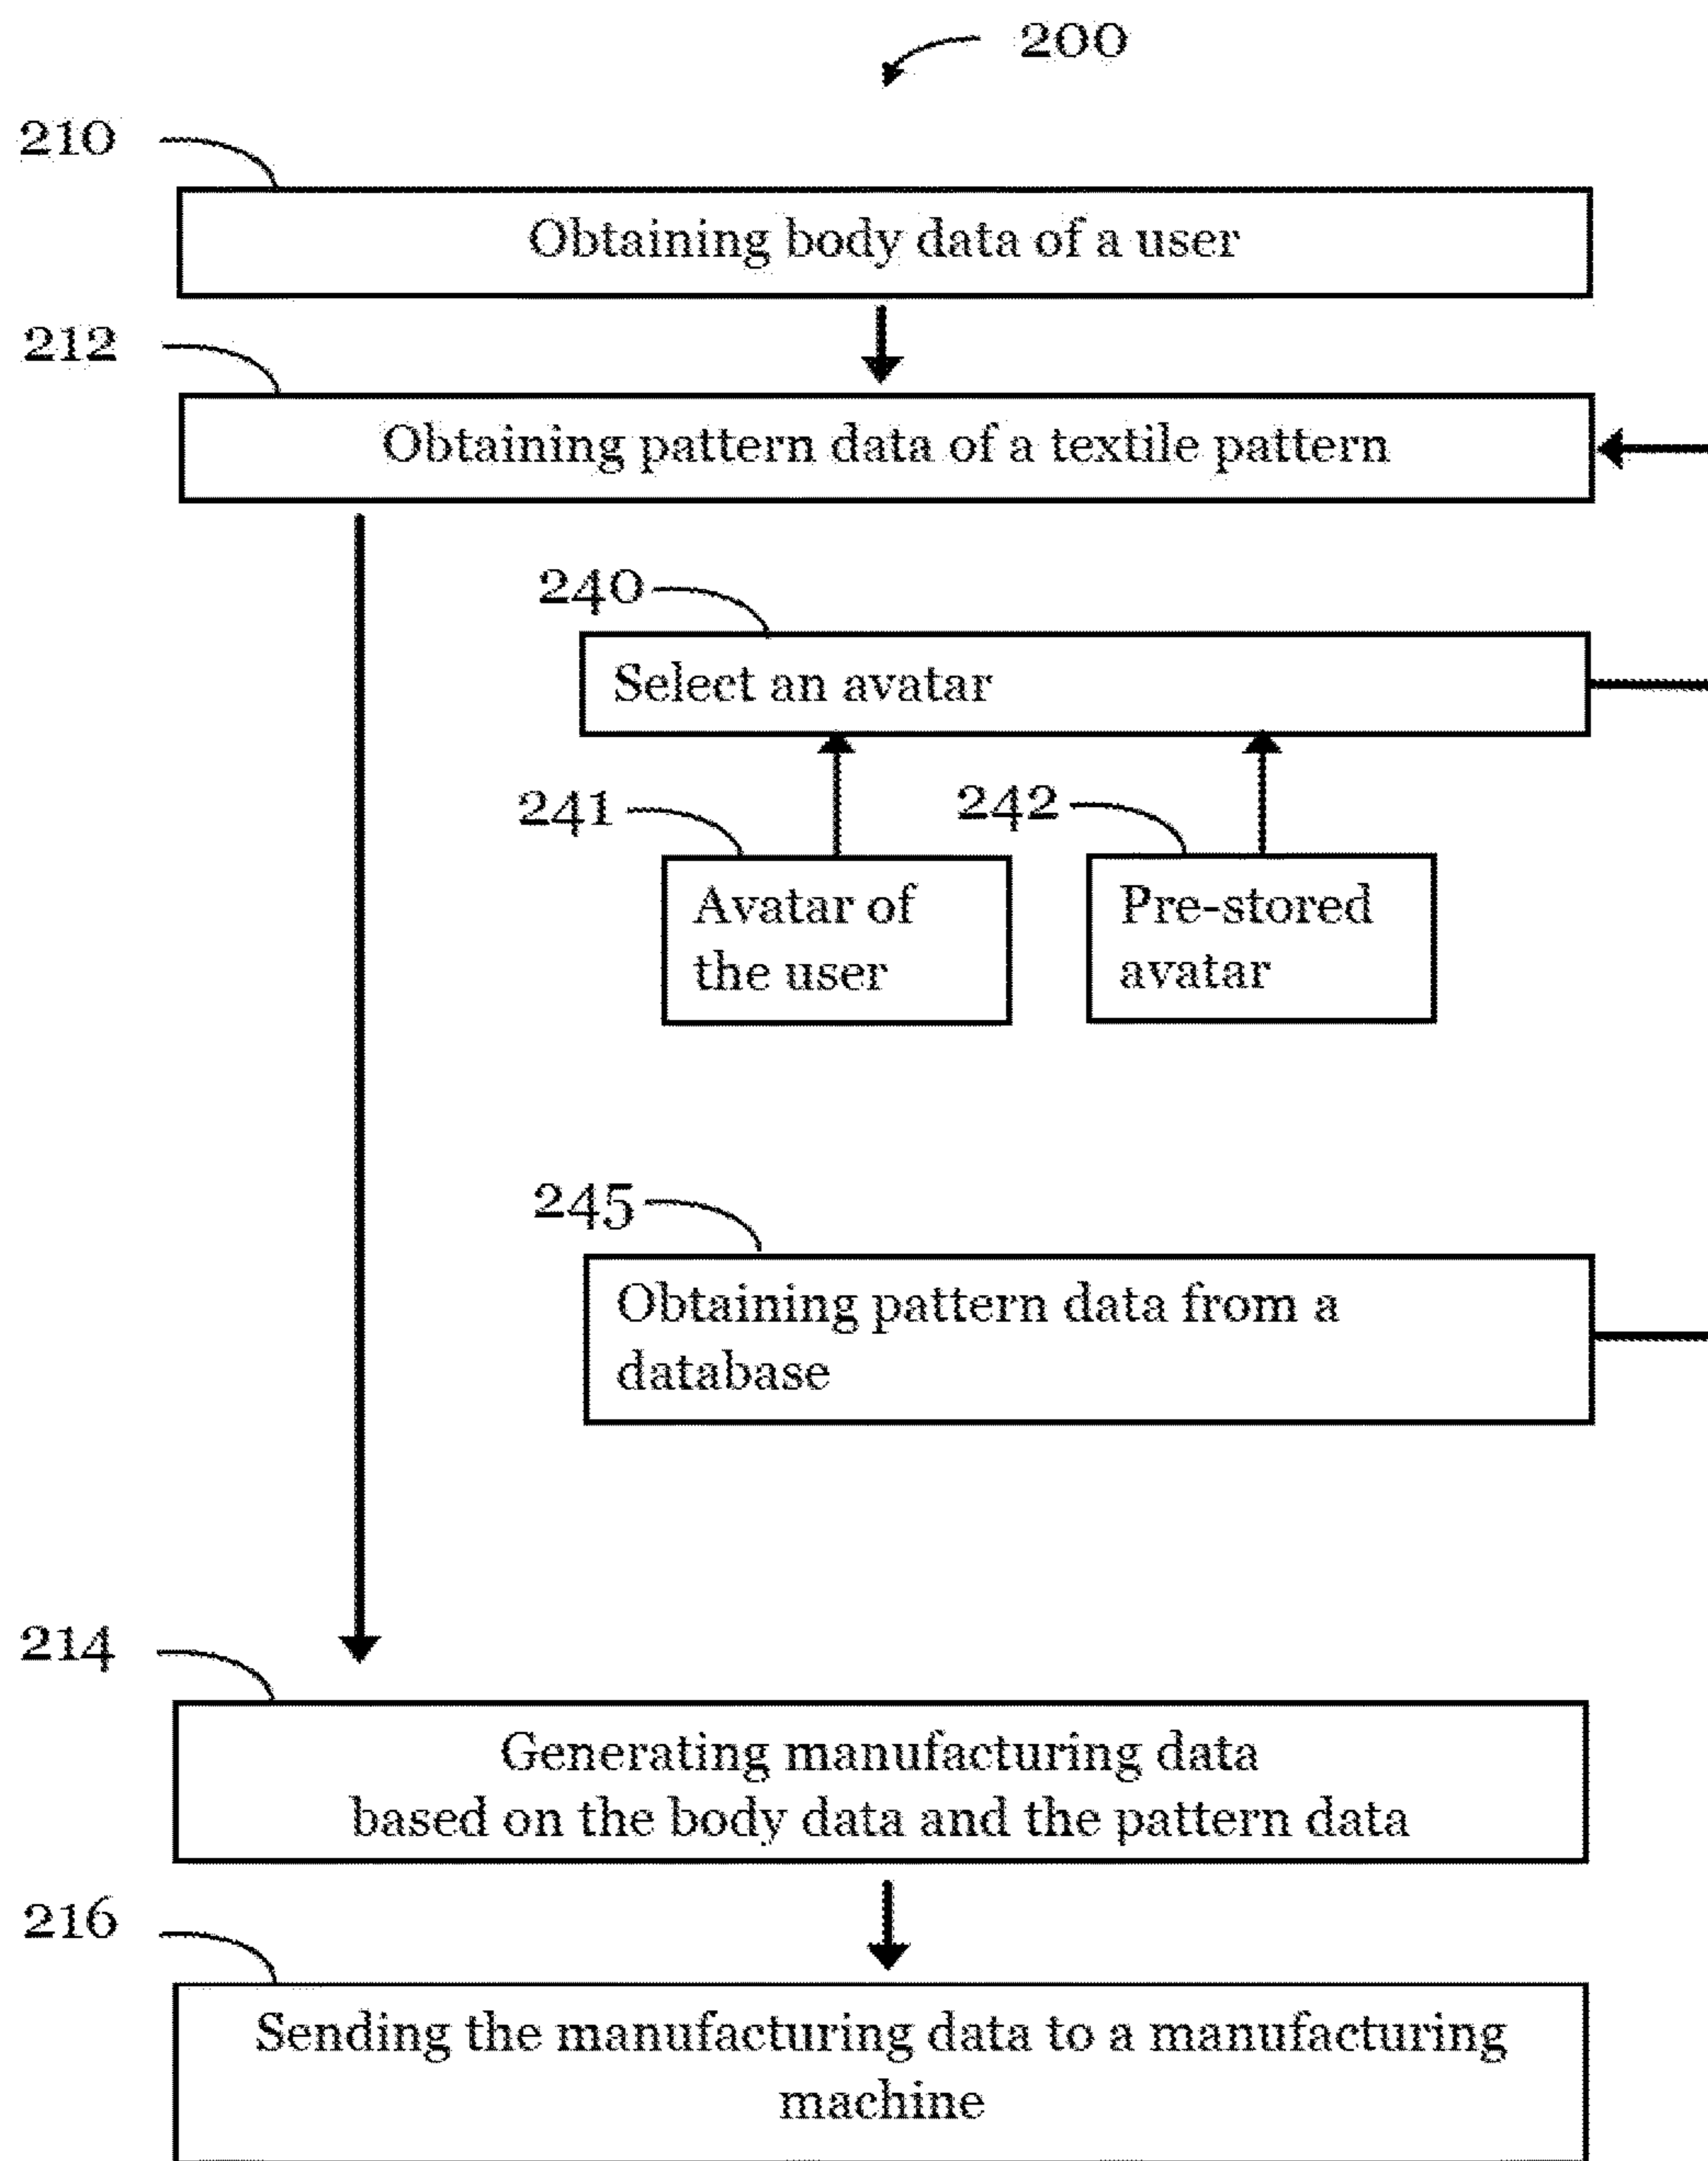 200
210
Obtaining body data of a user
212
Obtaining pattern data of a textile pattern
240
Select an avatar
241
242
Avatar of
the user
Pre-stored
avatar
245
Obtaining pattern data from a
database
214
Generating manufacturing data
based on the body data and the pattern data
216
Sending the manufacturing data to a manufacturing
machine